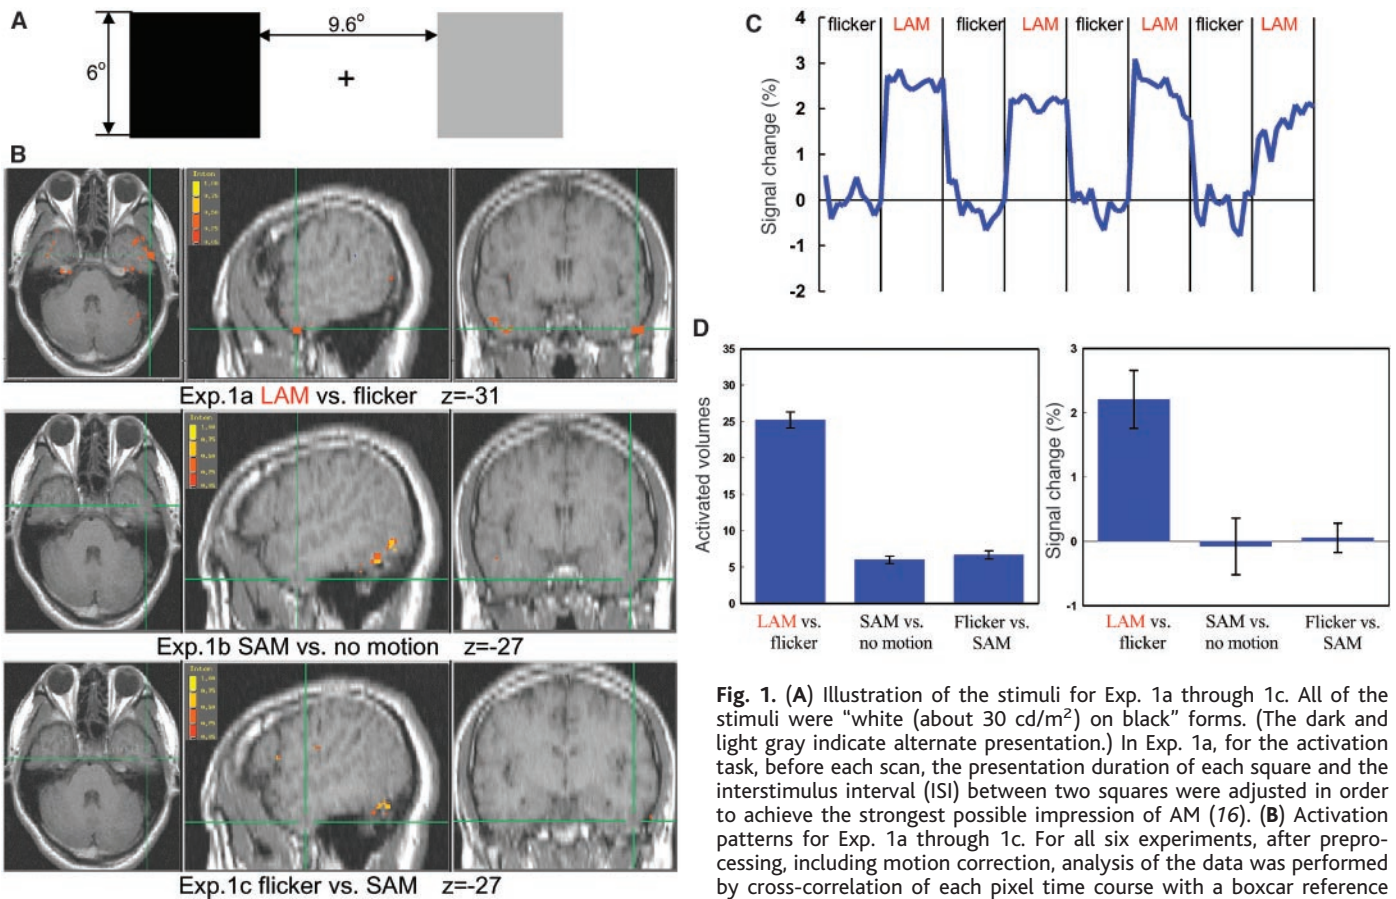 A
9.6°
6°
+
B
Exp.1a LAM vs. flicker z=-31
Exp.1b SAM vs. no motion z=-27
Exp.1c flicker vs. SAM z=-27
C
Signal change (%)
4
3
2
1
0
-1
-2
flicker LAM flicker LAM flicker LAM flicker LAM
D
Activated volumes
35
30
25
20
15
10
5
0
LAM vs. flicker
SAM vs. no motion
Flicker vs. SAM
Signal change (%)
3
2
1
0
-1
LAM vs. flicker
SAM vs. no motion
Flicker vs. SAM
Fig. 1. (A) Illustration of the stimuli for Exp. 1a through 1c. All of the
stimuli were "white (about 30 cd/m²) on black" forms. (The dark and
light gray indicate alternate presentation.) In Exp. 1a, for the activation
task, before each scan, the presentation duration of each square and the
interstimulus interval (ISI) between two squares were adjusted in order
to achieve the strongest possible impression of AM (16). (B) Activation
patterns for Exp. 1a through 1c. For all six experiments, after prepro-
cessing, including motion correction, analysis of the data was performed
by cross-correlation of each pixel time course with a boxcar reference